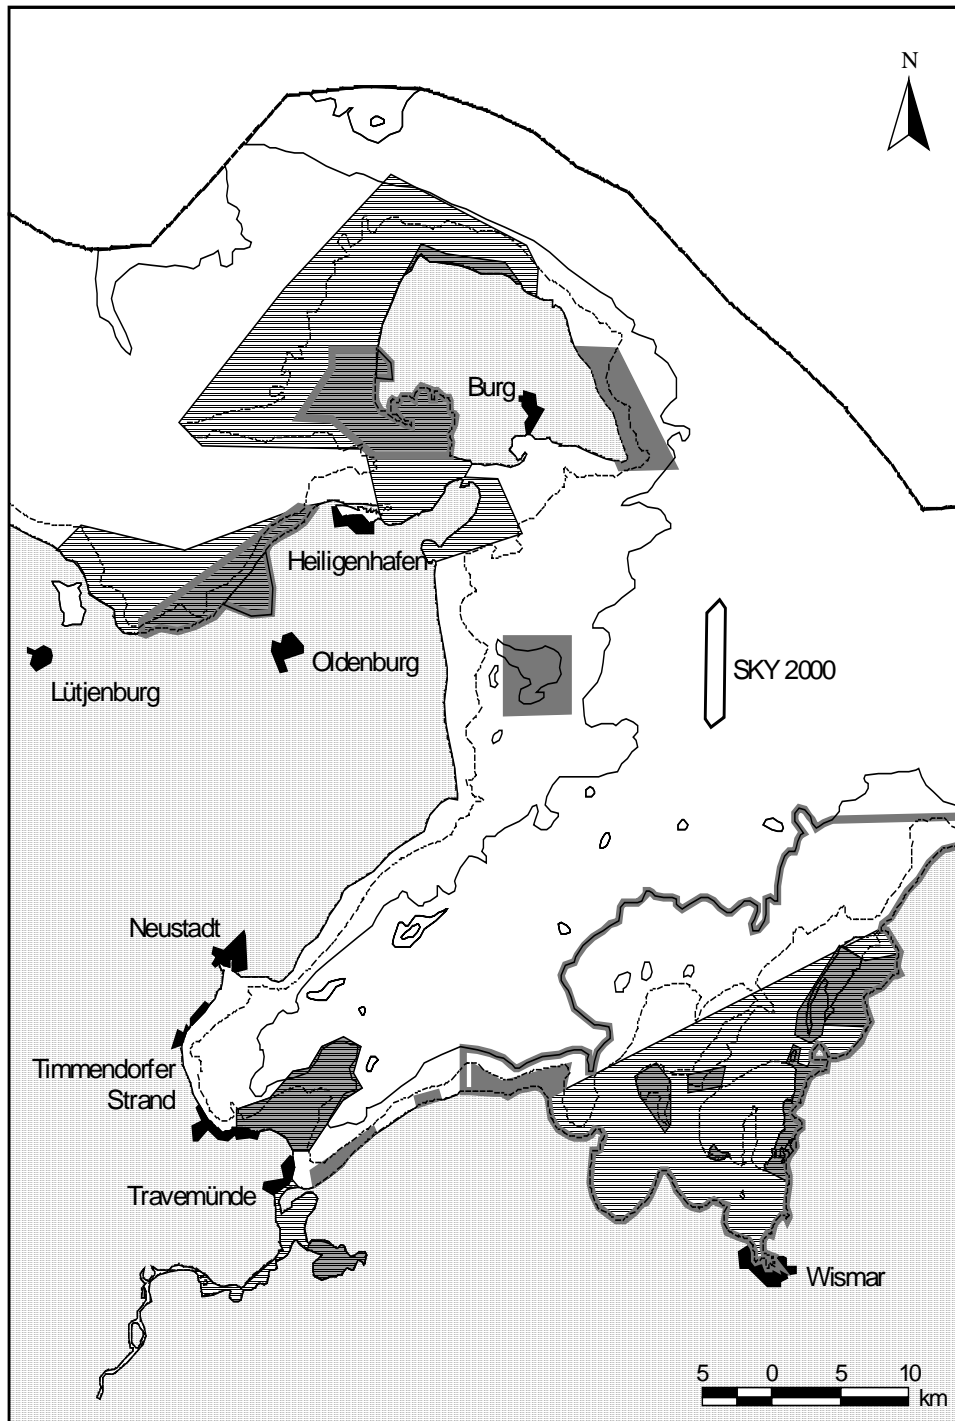 N
Burg
Heiligenhafen
Oldenburg
SKY 2000
Lütjenburg
Neustadt
Timmendorfer
Strand
Travemünde
Wismar
5 0 5 10
km